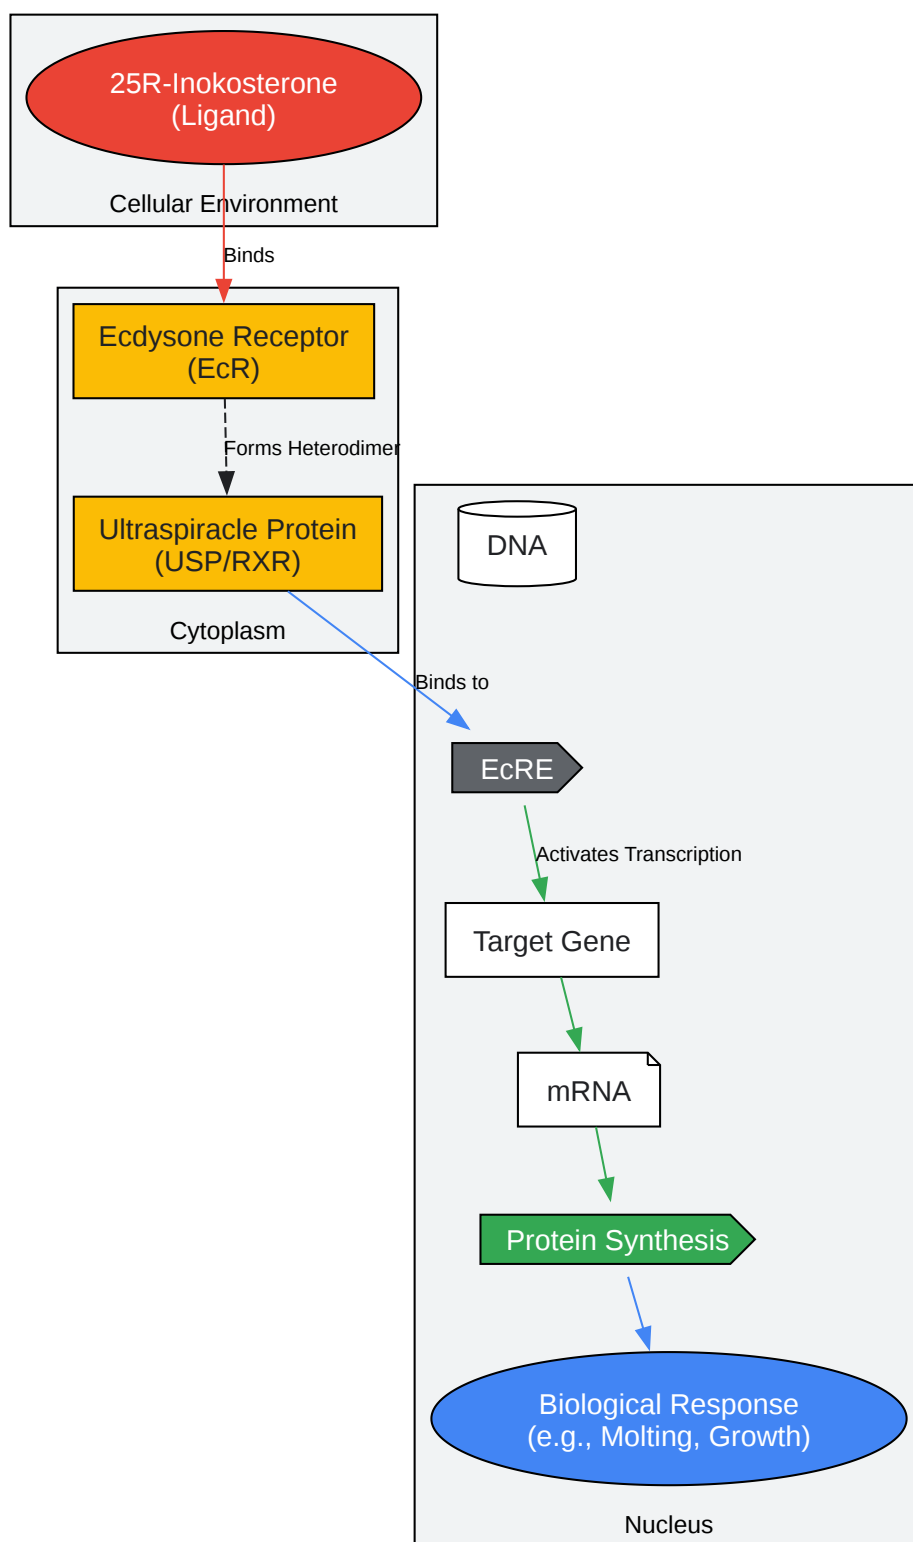 25R-Inokosterone
(Ligand)
Cellular Environment
Binds
Ecdysone Receptor
(EcR)
Forms Heterodimer
Ultraspiracle Protein
(USP/RXR)
Cytoplasm
DNA
Binds to
EcRE
Activates Transcription
Target Gene
mRNA
Protein Synthesis
Biological Response
(e.g., Molting, Growth)
Nucleus